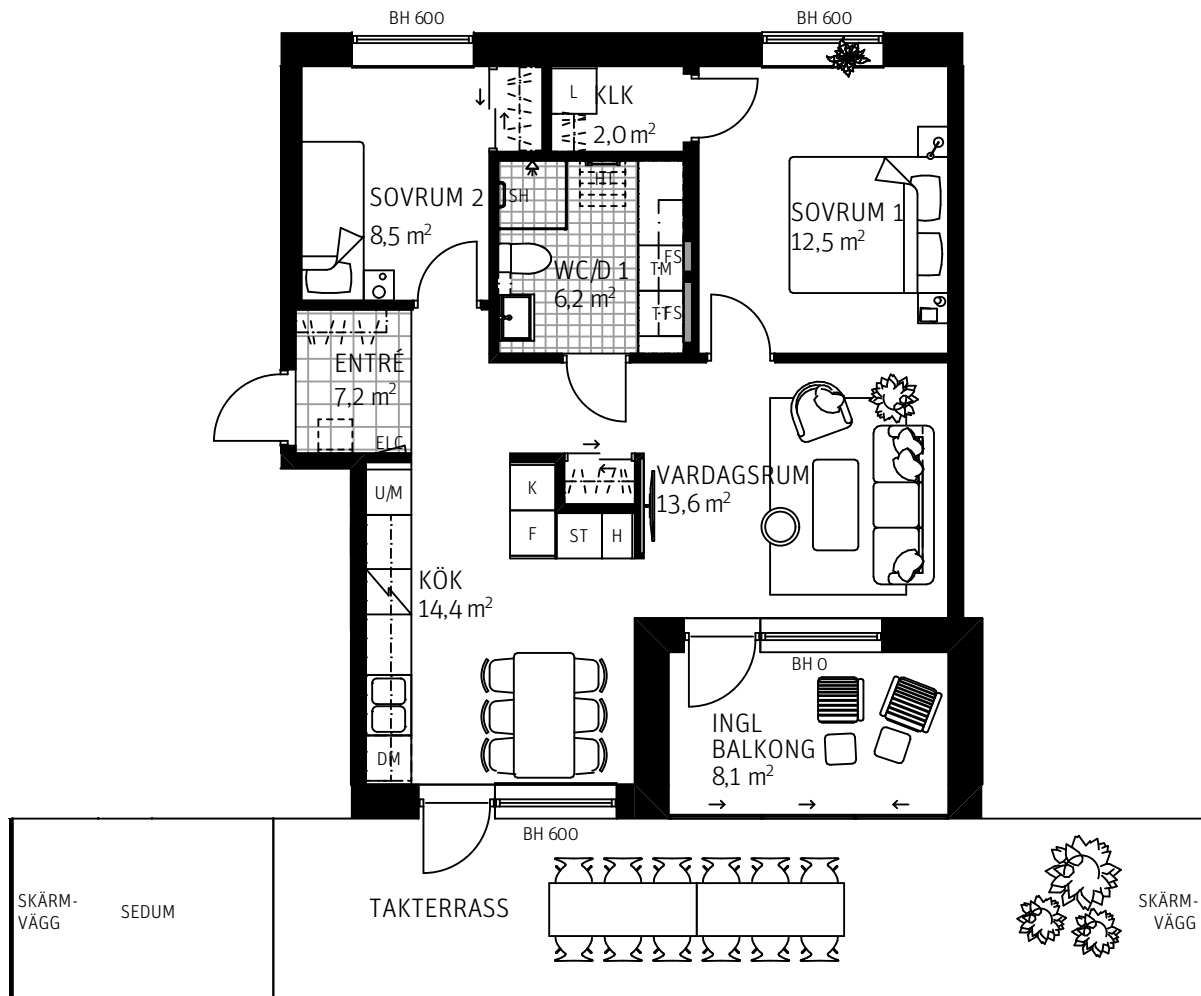 BH 600
BH 600
L
KLK
2,0 m²
SOVRUM 2
8,5 m²
SH
HT
SOVRUM 1
12,5 m²
WC/D 1
6,2 m²
FS
TM
TT
FS
ENTRÉ
7,2 m²
ELC
U/M
K
F
ST
H
VARDAGSRUM
13,6 m²
KÖK
14,4 m²
DM
BH 0
INGL
BALKONG
8,1 m²
BH 600
SKÄRM-
VÄGG
SEDUM
TAKTERRASS
SKÄRM-
VÄGG